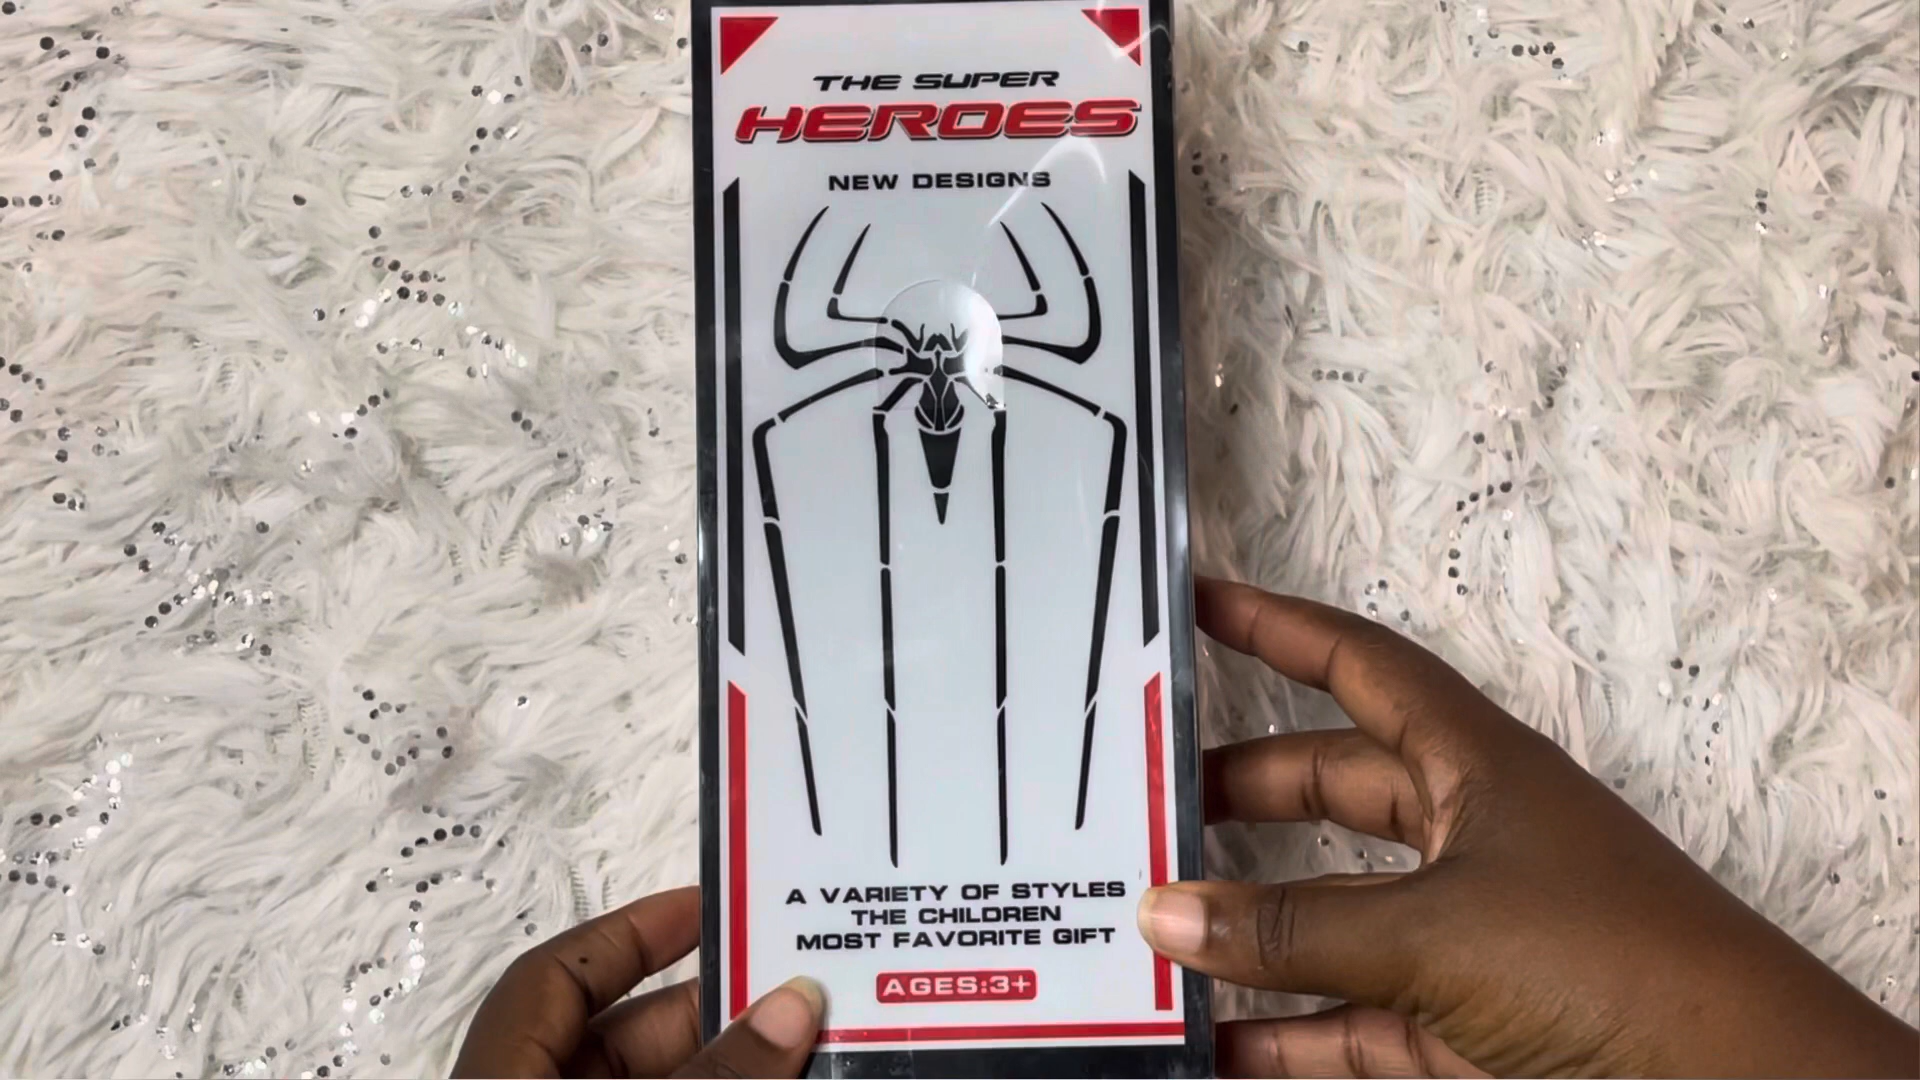 THE SUPER
HEROES
NEW DESIGNS
A VARIETY OF STYLES
THE CHILDREN
MOST FAVORITE GIFT
AGES:3+